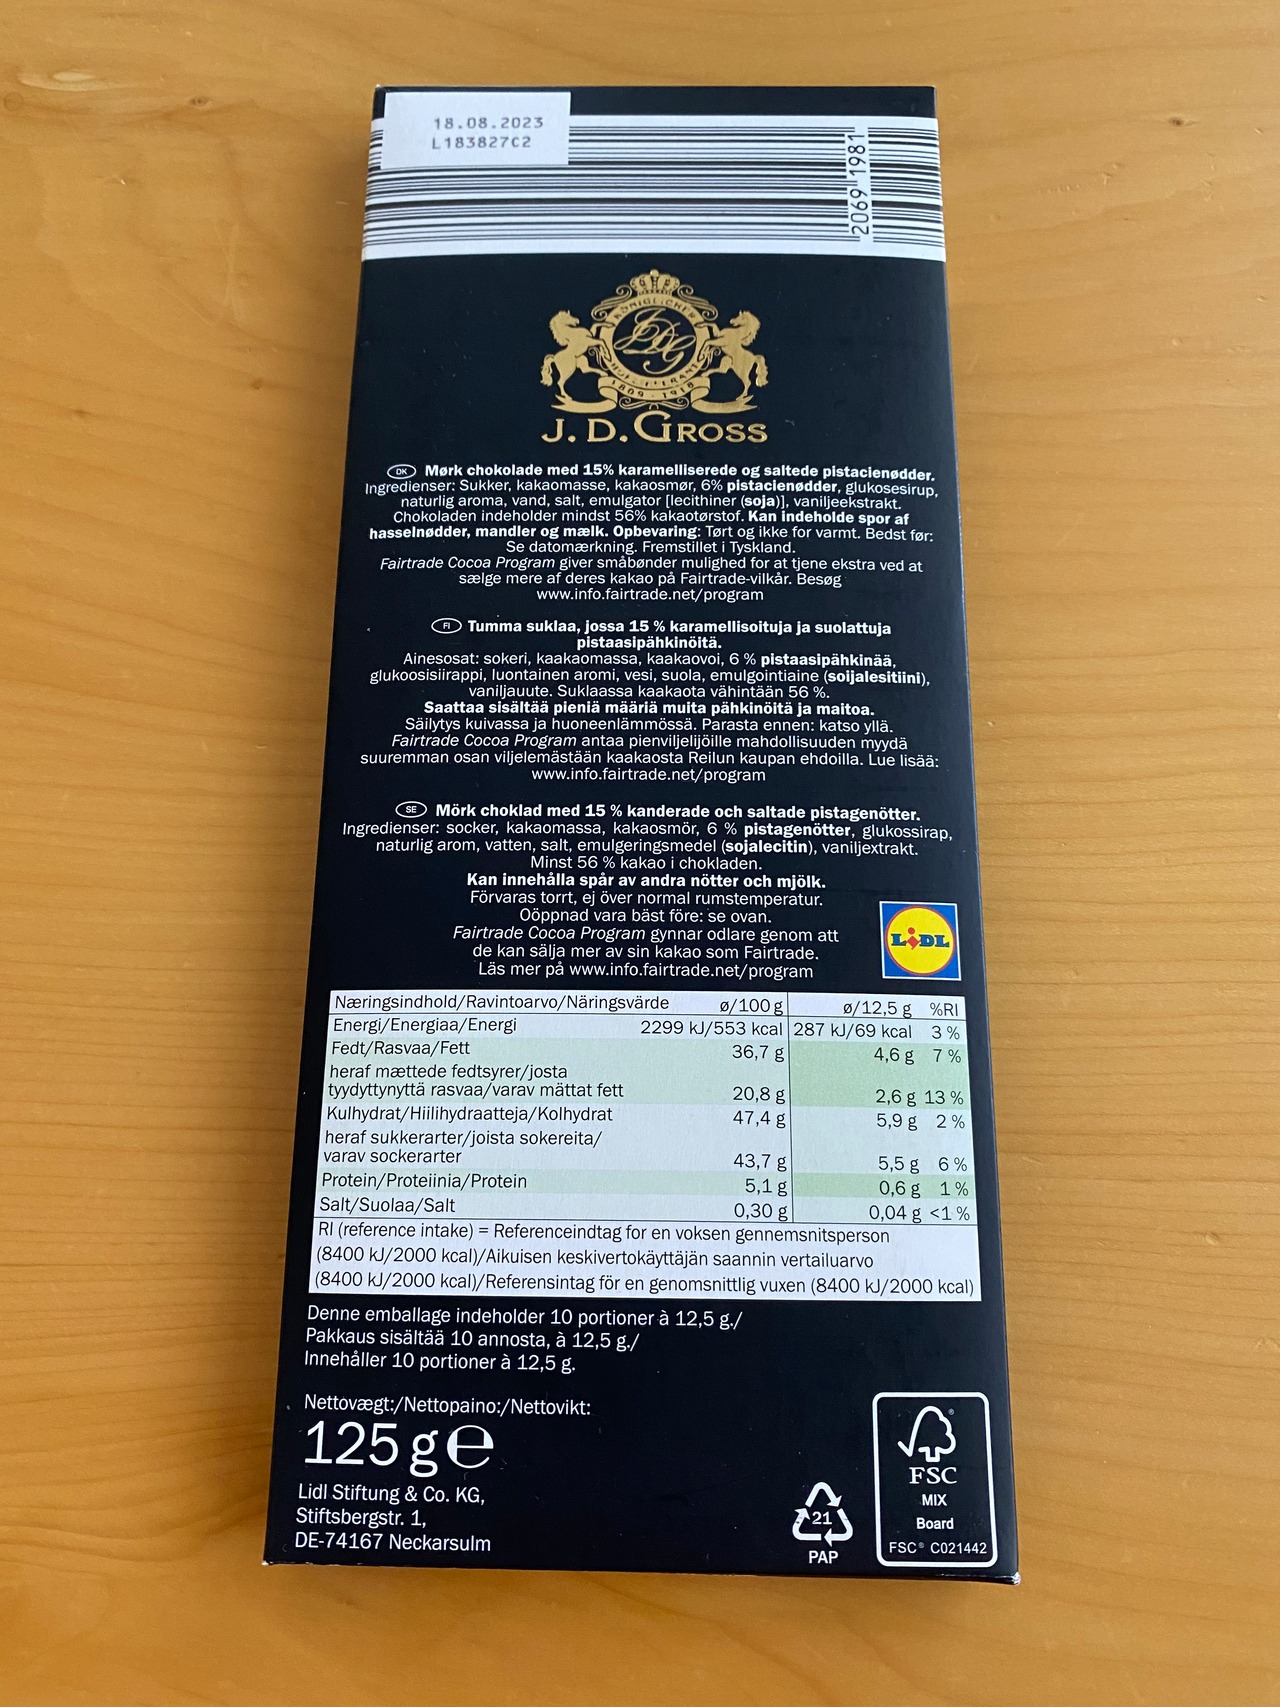 18.08.2023
L183827C2
2069 1981
KÖNIGLICHER
JDG
1809 - 1918
J. D. GROSS
DK Mørk chokolade med 15% karamelliserede og saltede pistacienødder.
Ingredienser: Sukker, kakaomasse, kakaosmør, 6% pistacienødder, glukosesirup,
naturlig aroma, vand, salt, emulgator [lecithiner (soja)], vaniljeekstrakt.
Chokoladen indeholder mindst 56% kakaotørstof. Kan indeholde spor af
hasselnødder, mandler og mælk. Opbevaring: Tørt og ikke for varmt. Bedst før:
Se datomærkning. Fremstillet i Tyskland.
Fairtrade Cocoa Program giver småbønder mulighed for at tjene ekstra ved at
sælge mere af deres kakao på Fairtrade-vilkår. Besøg
www.info.fairtrade.net/program
FI Tumma suklaa, jossa 15 % karamellisoituja ja suolattuja
pistaasipähkinöitä.
Ainesosat: sokeri, kaakaomassa, kaakaovoi, 6 % pistaasipähkinää,
glukoosisiirappi, luontainen aromi, vesi, suola, emulgointiaine (soijalesitiini),
vaniljauute. Suklaassa kaakaota vähintään 56 %.
Saattaa sisältää pieniä määriä muita pähkinöitä ja maitoa.
Säilytys kuivassa ja huoneenlämmössä. Parasta ennen: katso yllä.
Fairtrade Cocoa Program antaa pienviljelijöille mahdollisuuden myydä
suuremman osan viljelemästään kaakaosta Reilun kaupan ehdoilla. Lue lisää:
www.info.fairtrade.net/program
SE Mörk choklad med 15 % kanderade och saltade pistagenötter.
Ingredienser: socker, kakaomassa, kakaosmör, 6 % pistagenötter, glukossirap,
naturlig arom, vatten, salt, emulgeringsmedel (sojalecitin), vaniljextrakt.
Minst 56 % kakao i chokladen.
Kan innehålla spår av andra nötter och mjölk.
Förvaras torrt, ej över normal rumstemperatur.
Oöppnad vara bäst före: se ovan.
Fairtrade Cocoa Program gynnar odlare genom att
de kan sälja mer av sin kakao som Fairtrade.
Läs mer på www.info.fairtrade.net/program
LIDL
Næringsindhold/Ravintoarvo/Näringsvärde ø/100 g ø/12,5 g %RI
Energi/Energiaa/Energi 2299 kJ/553 kcal 287 kJ/69 kcal 3 %
Fedt/Rasvaa/Fett 36,7 g 4,6 g 7 %
heraf mættede fedtsyrer/josta
tyydyttynyttä rasvaa/varav mättat fett 20,8 g 2,6 g 13 %
Kulhydrat/Hiilihydraatteja/Kolhydrat 47,4 g 5,9 g 2 %
heraf sukkerarter/joista sokereita/
varav sockerarter 43,7 g 5,5 g 6 %
Protein/Proteiinia/Protein 5,1 g 0,6 g 1 %
Salt/Suolaa/Salt 0,30 g 0,04 g <1 %
RI (reference intake) = Referenceindtag for en voksen gennemsnitsperson
(8400 kJ/2000 kcal)/Aikuisen keskivertokäyttäjän saannin vertailuarvo
(8400 kJ/2000 kcal)/Referensintag för en genomsnittlig vuxen (8400 kJ/2000 kcal)
Denne emballage indeholder 10 portioner à 12,5 g./
Pakkaus sisältää 10 annosta, à 12,5 g./
Innehåller 10 portioner à 12,5 g.
Nettovægt:/Nettopaino:/Nettovikt:
125 g ℮
Lidl Stiftung & Co. KG,
Stiftsbergstr. 1,
DE-74167 Neckarsulm
21
PAP
®
FSC
MIX
Board
FSC® C021442